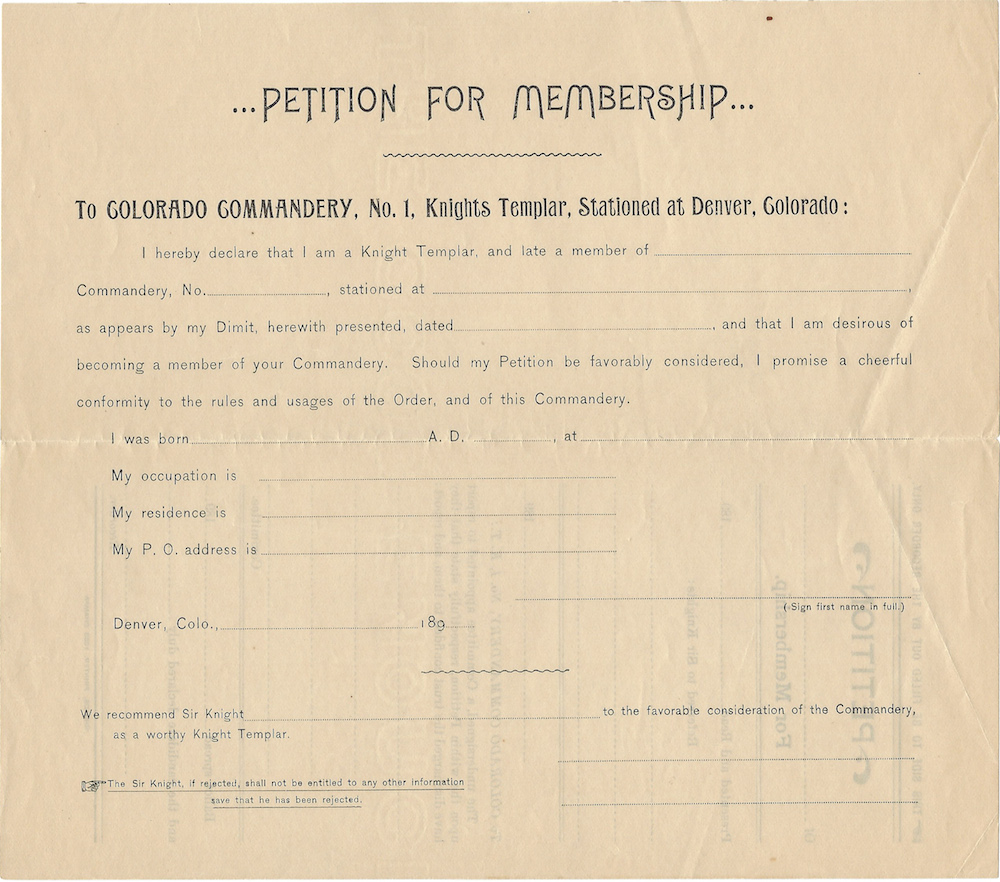 ...PETITION FOR MEMBERSHIP...
To COLORADO COMMANDERY, No. 1, Knights Templar, Stationed at Denver, Colorado:
I hereby declare that I am a Knight Templar, and late a member of
Commandery, No. , stationed at ,
as appears by my Dimit, herewith presented, dated , and that I am desirous of
becoming a member of your Commandery. Should my Petition be favorably considered, I promise a cheerful
conformity to the rules and usages of the Order, and of this Commandery.
I was born A. D. , at
My occupation is
My residence is
My P. O. address is
(Sign first name in full.)
Denver, Colo., 189
We recommend Sir Knight to the favorable consideration of the Commandery,
as a worthy Knight Templar.
The Sir Knight, if rejected, shall not be entitled to any other information
save that he has been rejected.
PETITION
For Membership.